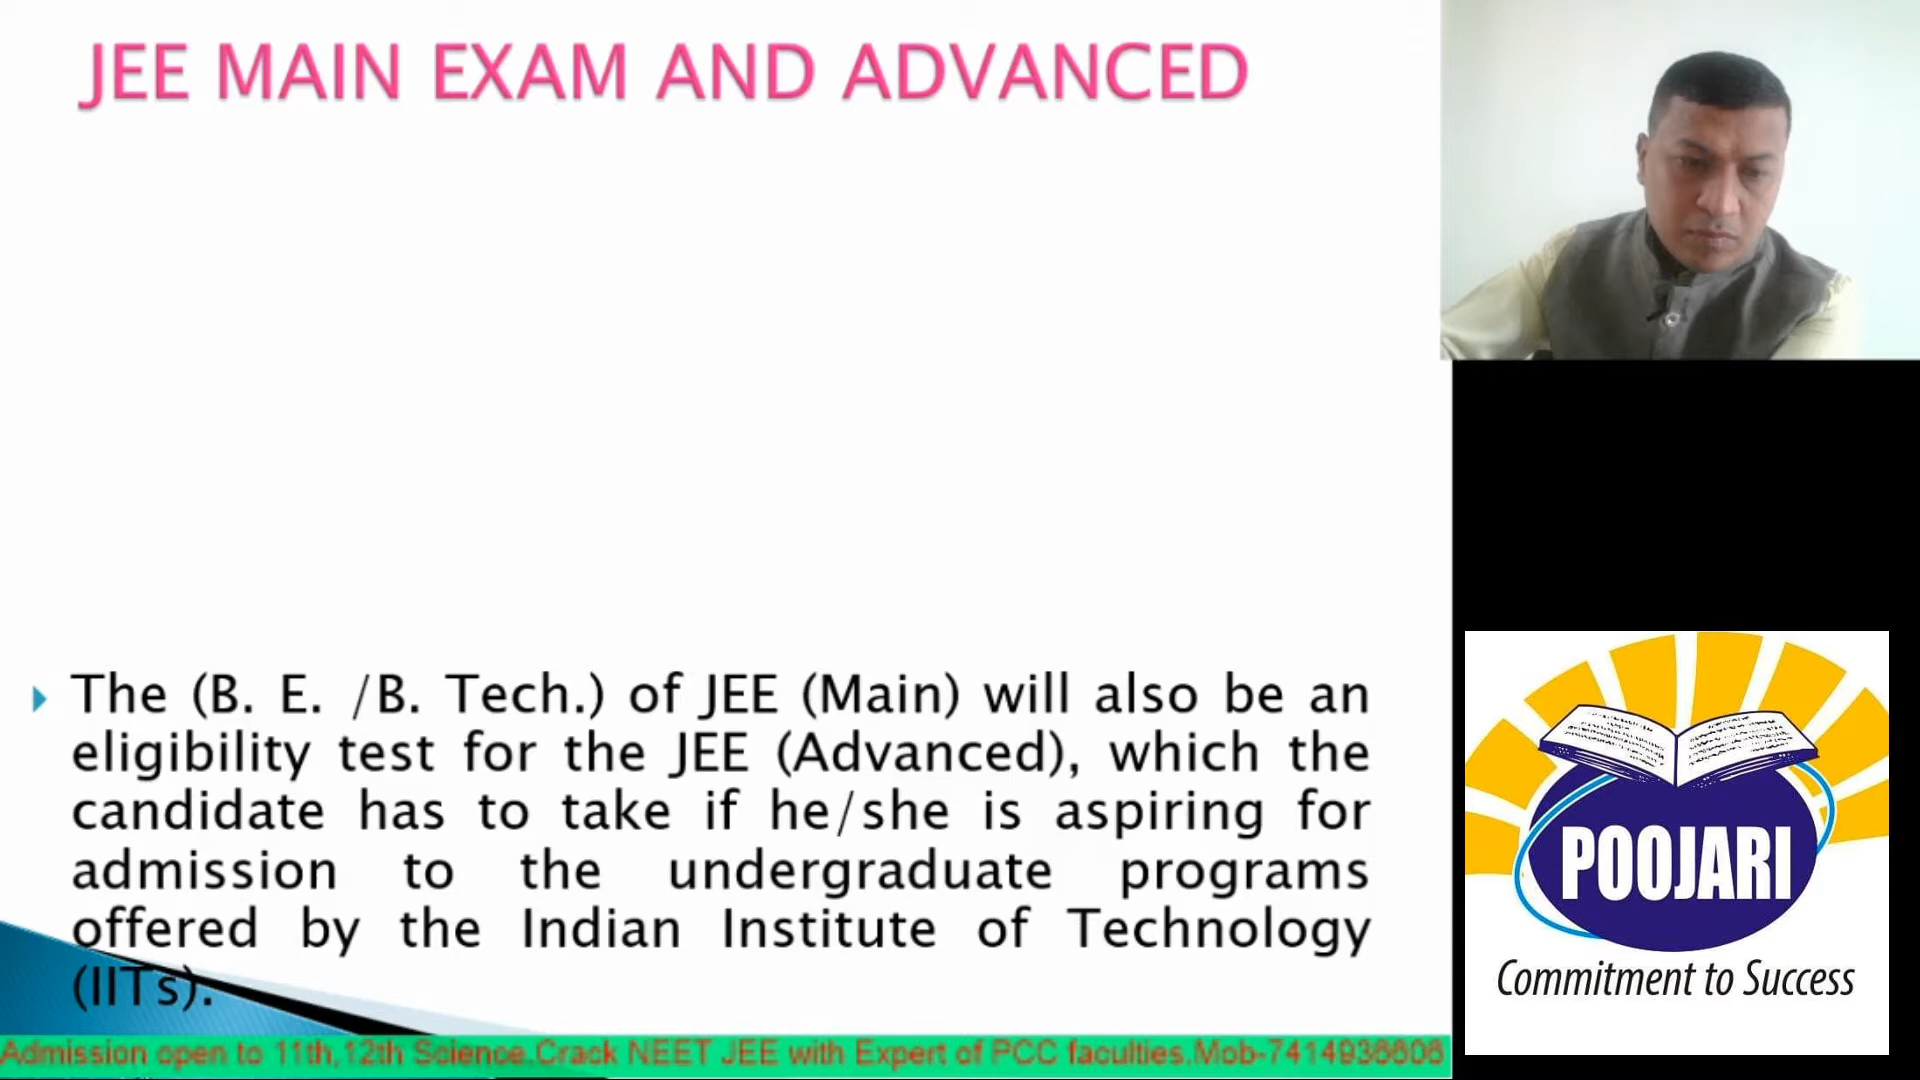 JEE MAIN EXAM AND ADVANCED
The (B. E. /B. Tech.) of JEE (Main) will also be an
eligibility test for the JEE (Advanced), which the
candidate has to take if he/she is aspiring for
admission to the undergraduate programs
offered by the Indian Institute of Technology
(IITs).
Admission open to 11th,12th Science.Crack NEET JEE with Expert of PCC faculties.Mob-
POOJARI
Commitment to Success